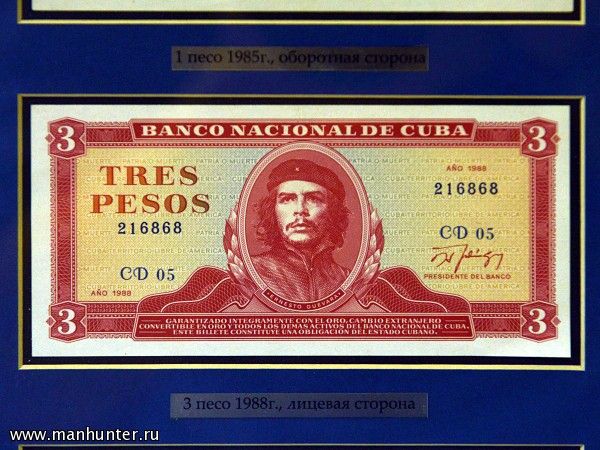 1 песо 1985г., оборотная сторона
3 BANCO NACIONAL DE CUBA 3
TRES
PESOS
AÑO 1988
216868
216868
CD 05
CD 05
PRESIDENTE DEL BANCO
AÑO 1988
ERNESTO GUEVARA
3 GARANTIZADO INTEGRAMENTE CON EL ORO, CAMBIO EXTRANJERO 3
CONVERTIBLE EN ORO Y TODOS LOS DEMAS ACTIVOS DEL BANCO NACIONAL DE CUBA.
ESTE BILLETE CONSTITUYE UNA OBLIGACION DEL ESTADO CUBANO.
3 песо 1988г., лицевая сторона
www.manhunter.ru